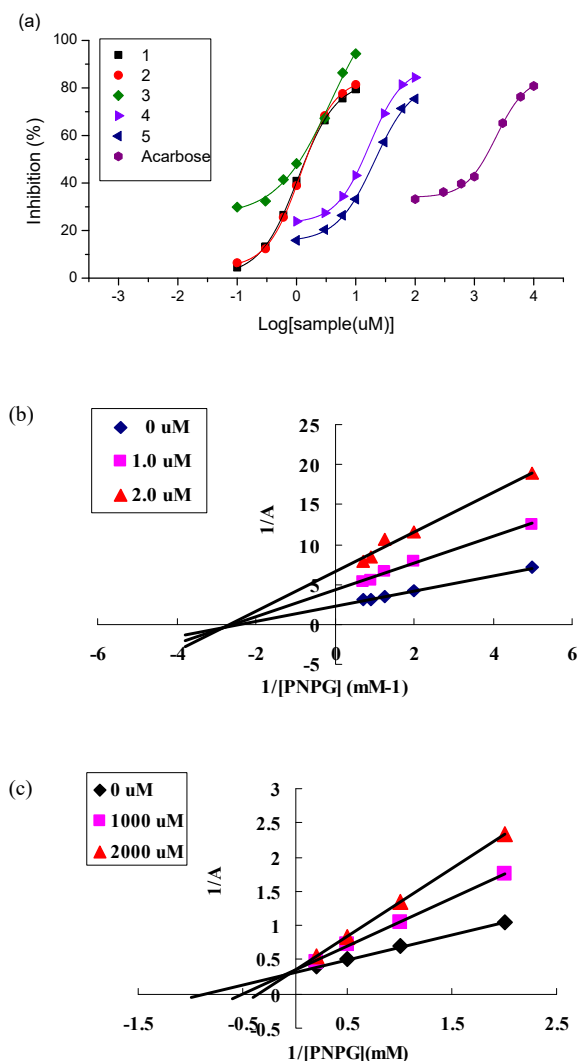 (a)
100
80
60
40
20
0
Inhibition (%)
1
2
3
4
5
Acarbose
-3 -2 -1 0 1 2 3 4
Log[sample(uM)]
(b)
0 uM
1.0 uM
2.0 uM
1/A
25
20
15
10
5
0
-5
-6 -4 -2 0 2 4 6
1/[PNPG] (mM-1)
(c)
0 uM
1000 uM
2000 uM
1/A
3
2.5
2
1.5
1
0.5
0
-0.5
-1.5 -0.5 0.5 1.5 2.5
1/[PNPG](mM)